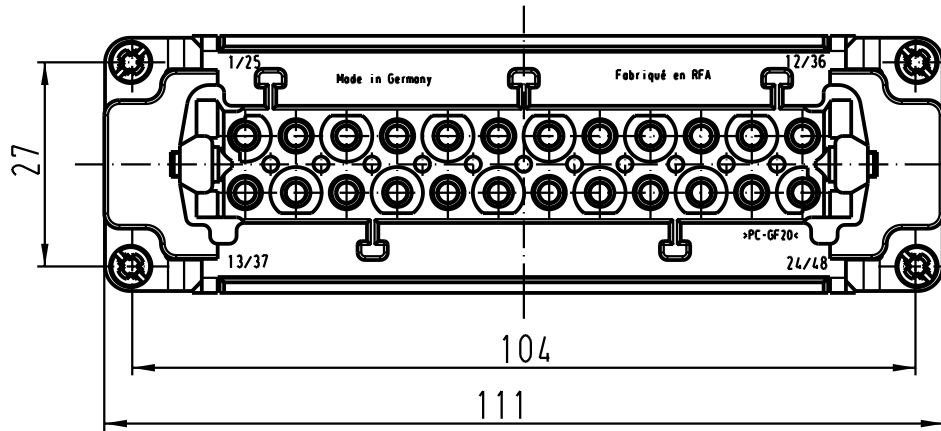 1/25
12/36
Made in Germany
Fabriqué en RFA
27
>PC-GF20<
13/37
24/48
104
111